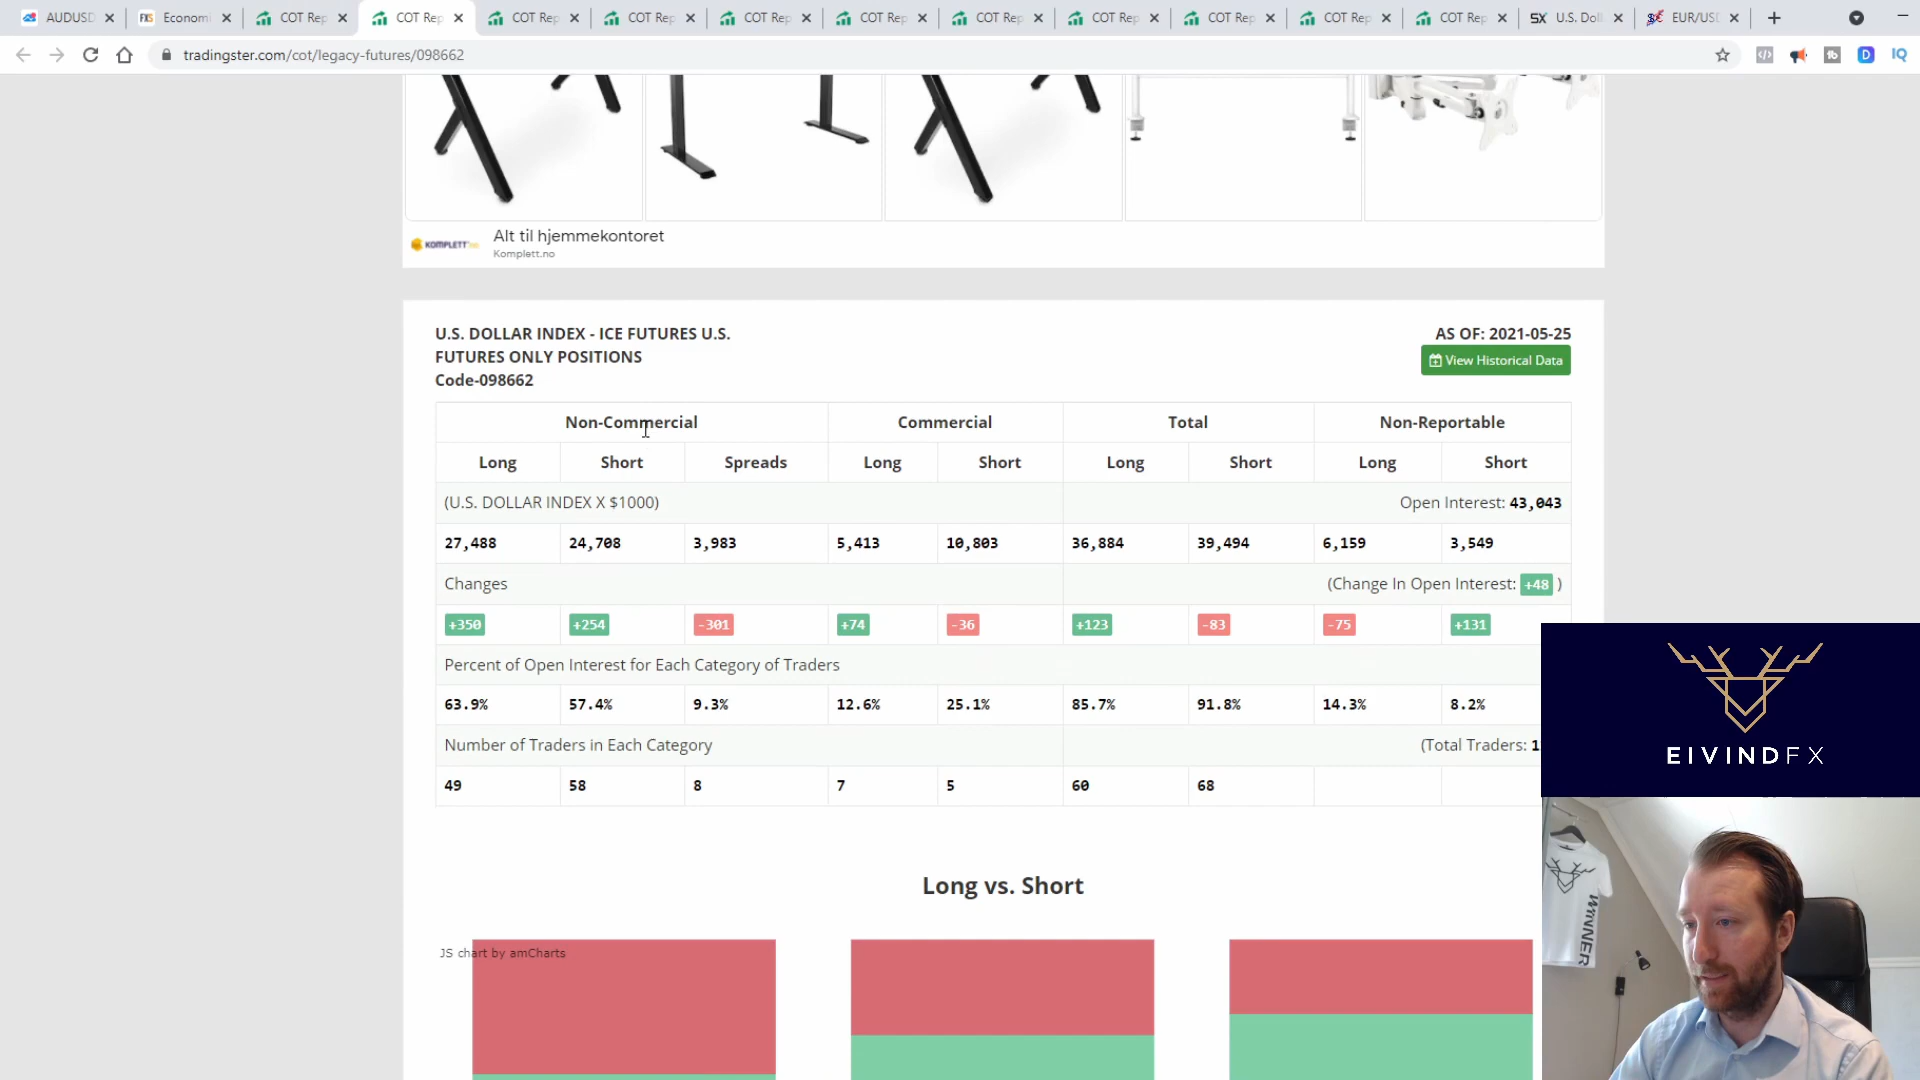 AUDUSD
Economi
COT Rep
COT Rep
COT Rep
COT Rep
COT Rep
COT Rep
COT Rep
COT Rep
COT Rep
COT Rep
COT Rep
SX U.S. Doll
EUR/USD
tradingster.com/cot/legacy-futures/098662
KOMPLETT
Alt til hjemmekontoret
Komplett.no
U.S. DOLLAR INDEX - ICE FUTURES U.S.
FUTURES ONLY POSITIONS
Code-098662
AS OF: 2021-05-25
View Historical Data
Non-Commercial Commercial Total Non-Reportable
Long Short Spreads Long Short Long Short Long Short
(U.S. DOLLAR INDEX X $1000) Open Interest: 43,043
27,488 24,708 3,983 5,413 10,803 36,884 39,494 6,159 3,549
Changes (Change In Open Interest: +48 )
+350 +254 -301 +74 -36 +123 -83 -75 +131
Percent of Open Interest for Each Category of Traders
63.9% 57.4% 9.3% 12.6% 25.1% 85.7% 91.8% 14.3% 8.2%
Number of Traders in Each Category (Total Traders: 1
49 58 8 7 5 60 68
Long vs. Short
JS chart by amCharts
EIVINDFX
WINNER